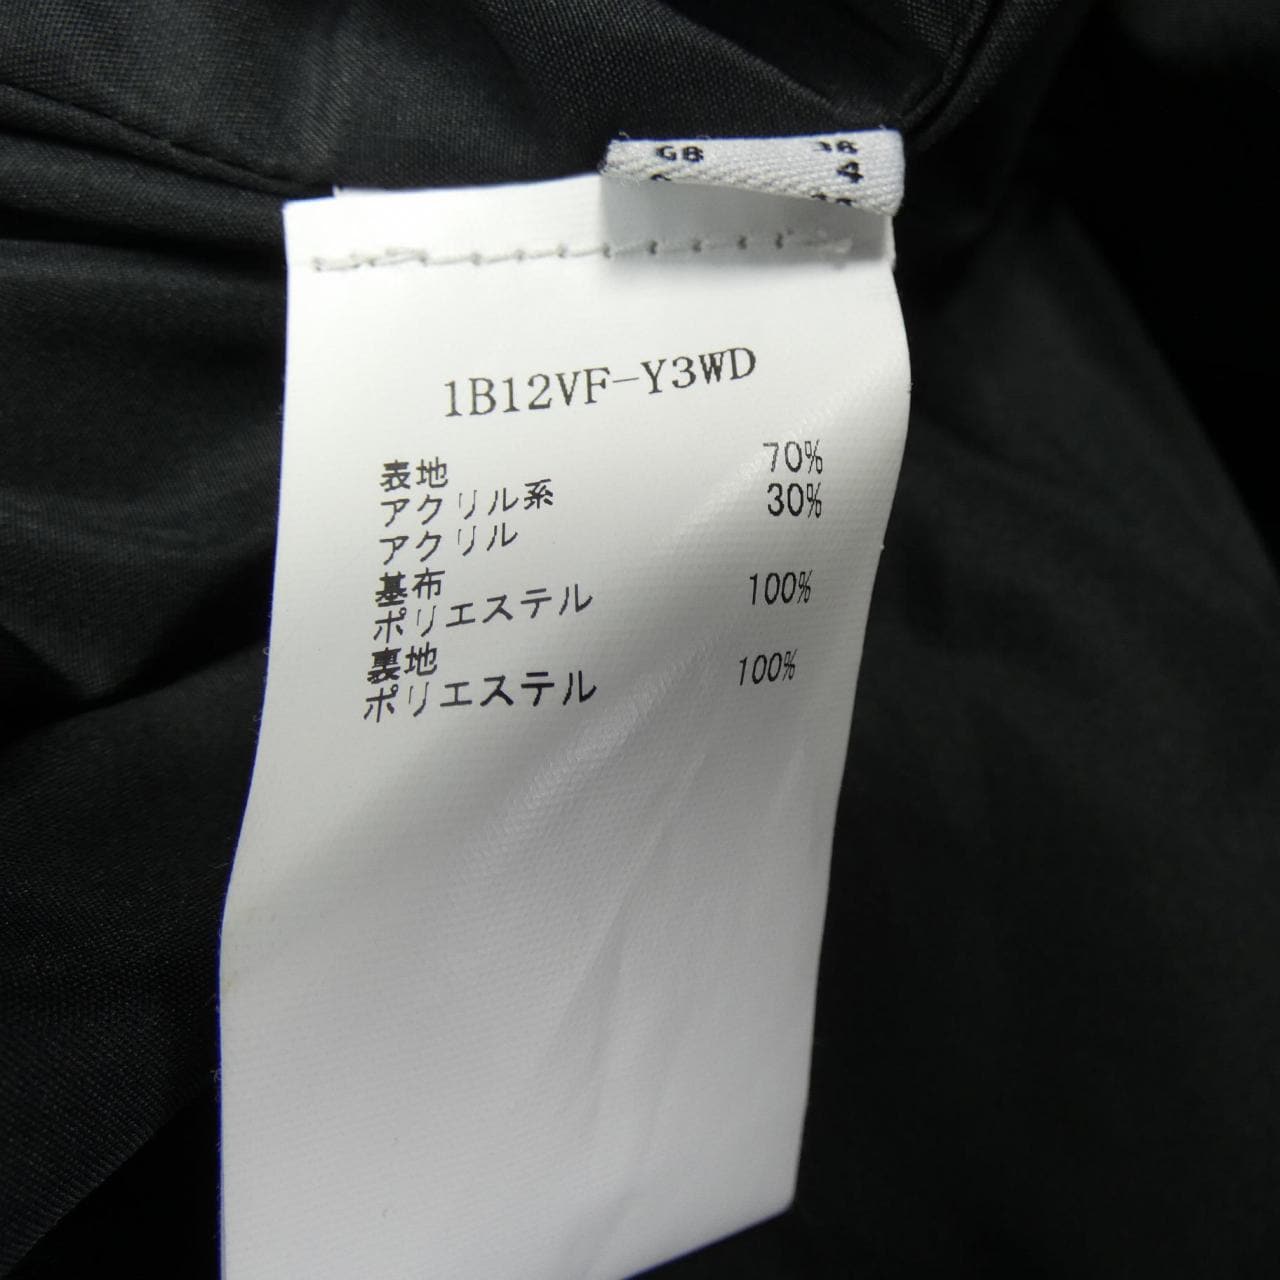 GB
4
1B12VF-Y3WD
表地 70%
アクリル系 30%
アクリル
基布
ポリエステル 100%
裏地
ポリエステル 100%